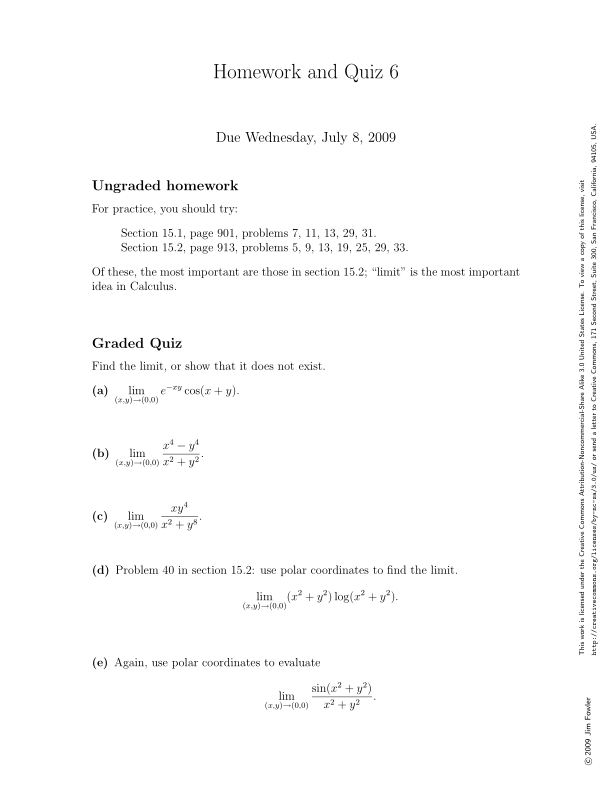 Homework and Quiz 6
Due Wednesday, July 8, 2009
Ungraded homework
For practice, you should try:
Section 15.1, page 901, problems 7, 11, 13, 29, 31.
Section 15.2, page 913, problems 5, 9, 13, 19, 25, 29, 33.
Of these, the most important are those in section 15.2; “limit” is the most important
idea in Calculus.
Graded Quiz
Find the limit, or show that it does not exist.
(a) lim_{(x,y)→(0,0)} e^{−xy} cos(x + y).
(b) lim_{(x,y)→(0,0)} \frac{x^4 − y^4}{x^2 + y^2}.
(c) lim_{(x,y)→(0,0)} \frac{xy^4}{x^2 + y^8}.
(d) Problem 40 in section 15.2: use polar coordinates to find the limit.
lim_{(x,y)→(0,0)} (x^2 + y^2) log(x^2 + y^2).
(e) Again, use polar coordinates to evaluate
lim_{(x,y)→(0,0)} \frac{sin(x^2 + y^2)}{x^2 + y^2}.
This work is licensed under the Creative Commons Attribution-Noncommercial-Share Alike 3.0 United States License. To view a copy of this license, visit
http://creativecommons.org/licenses/by-nc-sa/3.0/us/ or send a letter to Creative Commons, 171 Second Street, Suite 300, San Francisco, California, 94105, USA.
© 2009 Jim Fowler